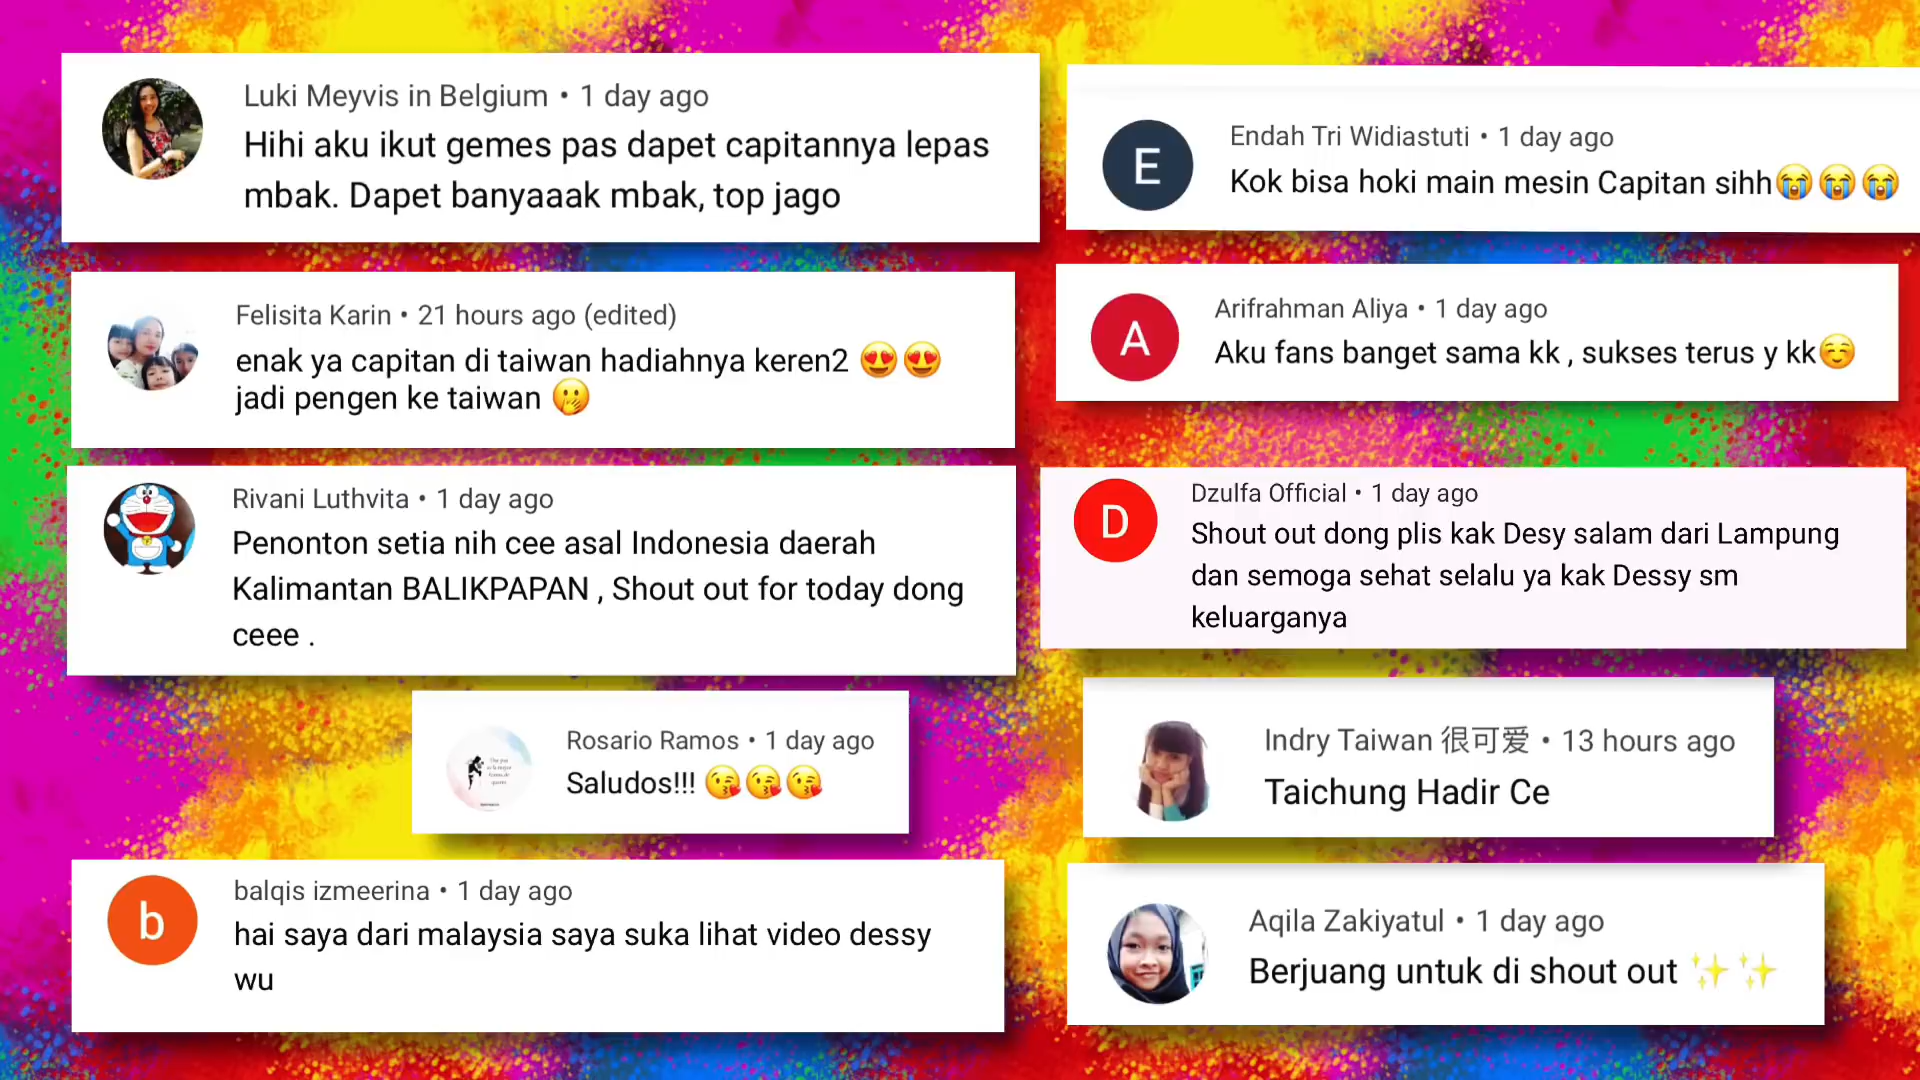 Luki Meyvis in Belgium • 1 day ago
Hihi aku ikut gemes pas dapet capitannya lepas
mbak. Dapet banyaaak mbak, top jago
Felisita Karin • 21 hours ago (edited)
enak ya capitan di taiwan hadiahnya keren2 😍😍
jadi pengen ke taiwan 🤭
Rivani Luthvita • 1 day ago
Penonton setia nih cee asal Indonesia daerah
Kalimantan BALIKPAPAN , Shout out for today dong
ceee .
Rosario Ramos • 1 day ago
Saludos!!! 😘😘😘
b
balqis izmeerina • 1 day ago
hai saya dari malaysia saya suka lihat video dessy
wu
E
Endah Tri Widiastuti • 1 day ago
Kok bisa hoki main mesin Capitan sihh😭😭😭
A
Arifrahman Aliya • 1 day ago
Aku fans banget sama kk , sukses terus y kk☺️
D
Dzulfa Official • 1 day ago
Shout out dong plis kak Desy salam dari Lampung
dan semoga sehat selalu ya kak Dessy sm
keluarganya
Indry Taiwan 很可爱 • 13 hours ago
Taichung Hadir Ce
Aqila Zakiyatul • 1 day ago
Berjuang untuk di shout out ✨✨